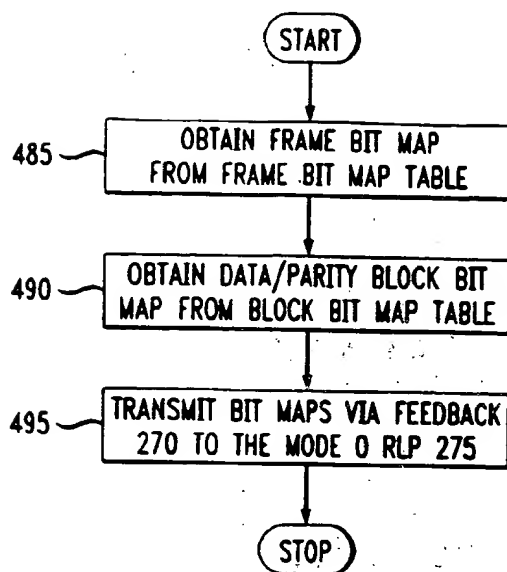 START
485
OBTAIN FRAME BIT MAP
FROM FRAME BIT MAP TABLE
490
OBTAIN DATA/PARITY BLOCK BIT
MAP FROM BLOCK BIT MAP TABLE
495
TRANSMIT BIT MAPS VIA FEEDBACK
270 TO THE MODE 0 RLP 275
STOP